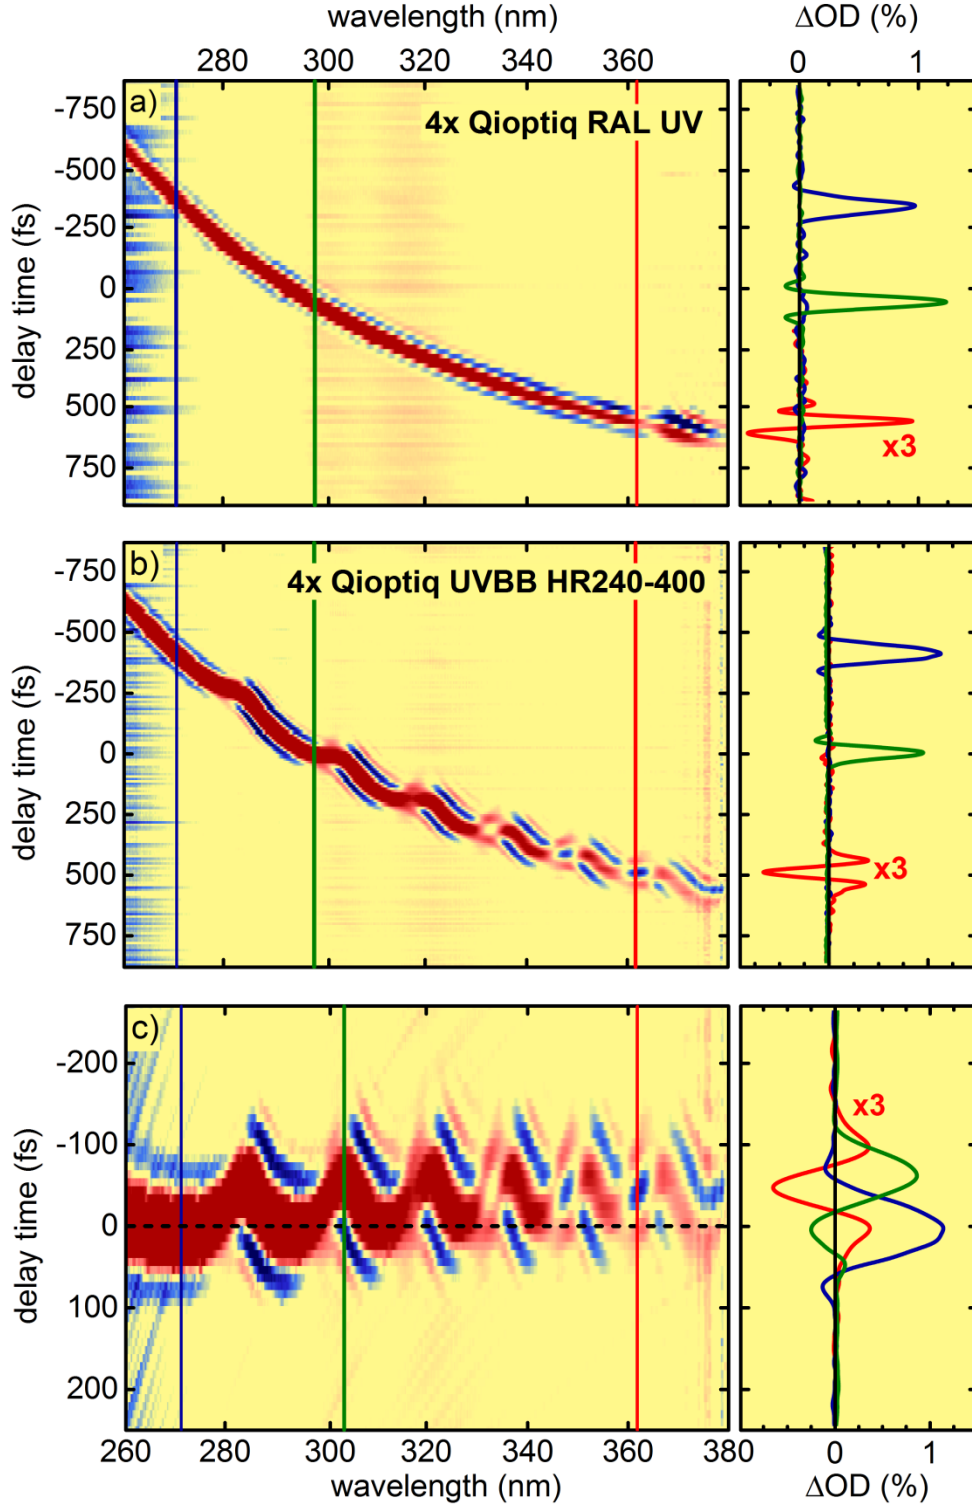 wavelength (nm) ΔOD (%)
280 300 320 340 360 0 1
a) 4x Qioptiq RAL UV
-750
-500
-250
0
250
500
750
delay time (fs)
x3
b) 4x Qioptiq UVBB HR240-400
-750
-500
-250
0
250
500
750
delay time (fs)
x3
c)
-200
-100
0
100
200
delay time (fs)
x3
260 280 300 320 340 360 380 0 1
wavelength (nm) ΔOD (%)